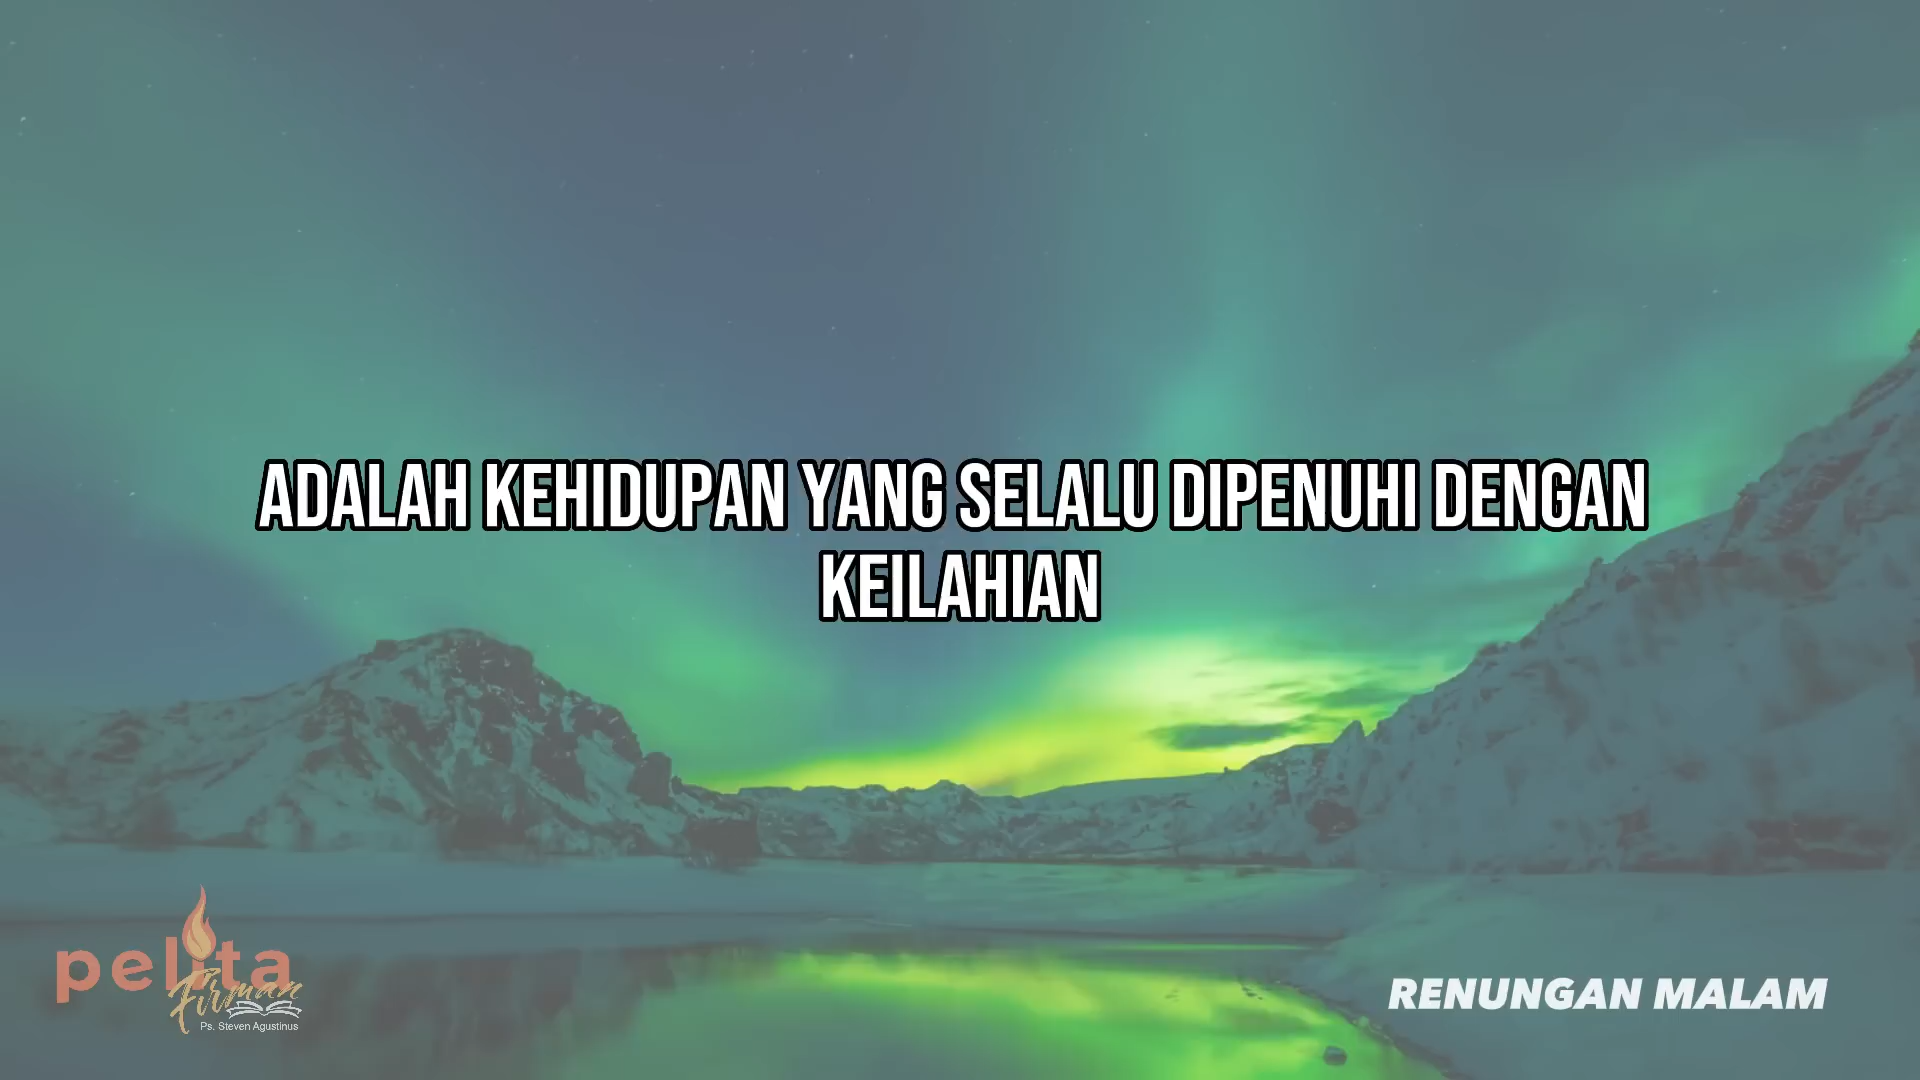 ADALAH KEHIDUPAN YANG SELALU DIPENUHI DENGAN
KEILAHIAN
pelita
Firman
Ps. Steven Agustinus
RENUNGAN MALAM